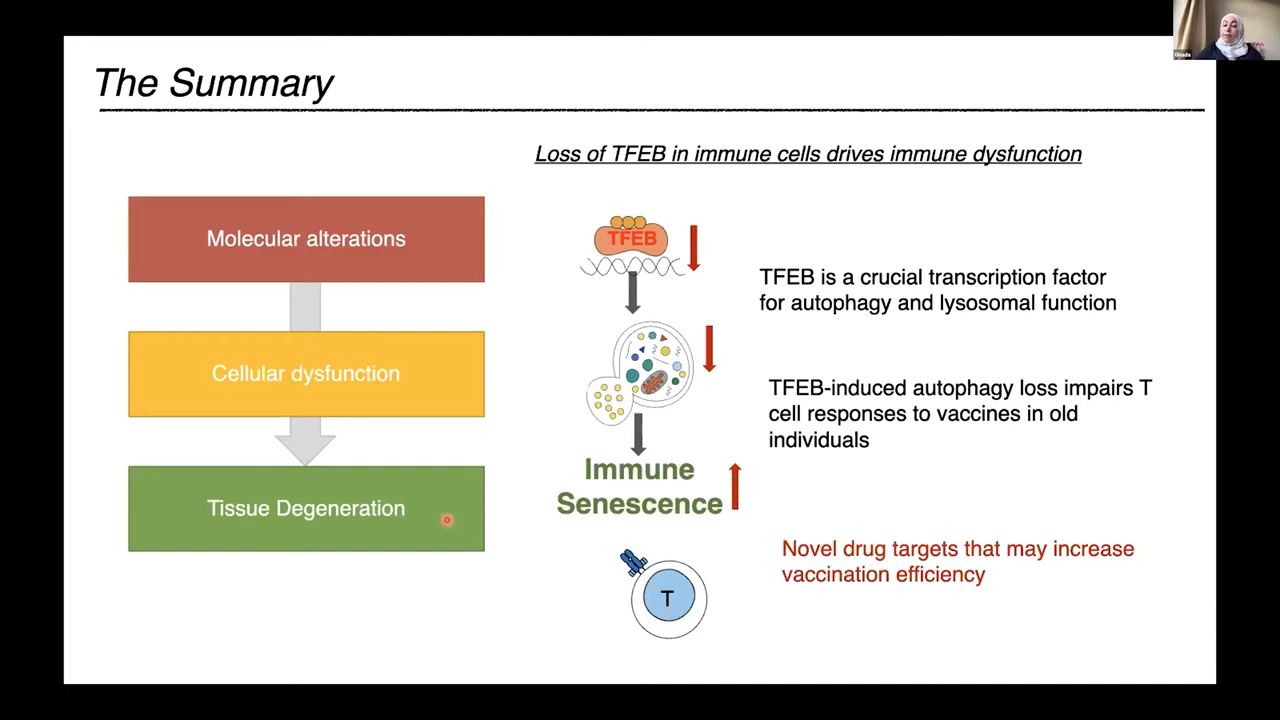 Ghada
The Summary
Loss of TFEB in immune cells drives immune dysfunction
Molecular alterations
Cellular dysfunction
Tissue Degeneration
TFEB
Immune
Senescence
T
TFEB is a crucial transcription factor
for autophagy and lysosomal function
TFEB-induced autophagy loss impairs T
cell responses to vaccines in old
individuals
Novel drug targets that may increase
vaccination efficiency